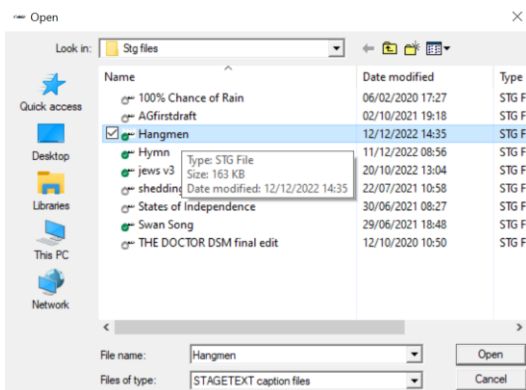 Open
Look in: Stg files
Quick access
Desktop
Libraries
This PC
Network
Name Date modified Type
100% Chance of Rain 06/02/2020 17:27 STG F
AGfirstdraft 02/10/2021 19:18 STG F
Hangmen 12/12/2022 14:35 STG F
Hymn 11/12/2022 08:56 STG F
jews v3 20/10/2022 13:04 STG F
shedding 22/07/2021 10:58 STG F
States of Independence 30/06/2021 08:27 STG F
Swan Song 29/06/2021 18:48 STG F
THE DOCTOR DSM final edit 12/10/2020 10:50 STG F
Type: STG File
Size: 163 KB
Date modified: 12/12/2022 14:35
File name: Hangmen Open
Files of type: STAGETEXT caption files Cancel